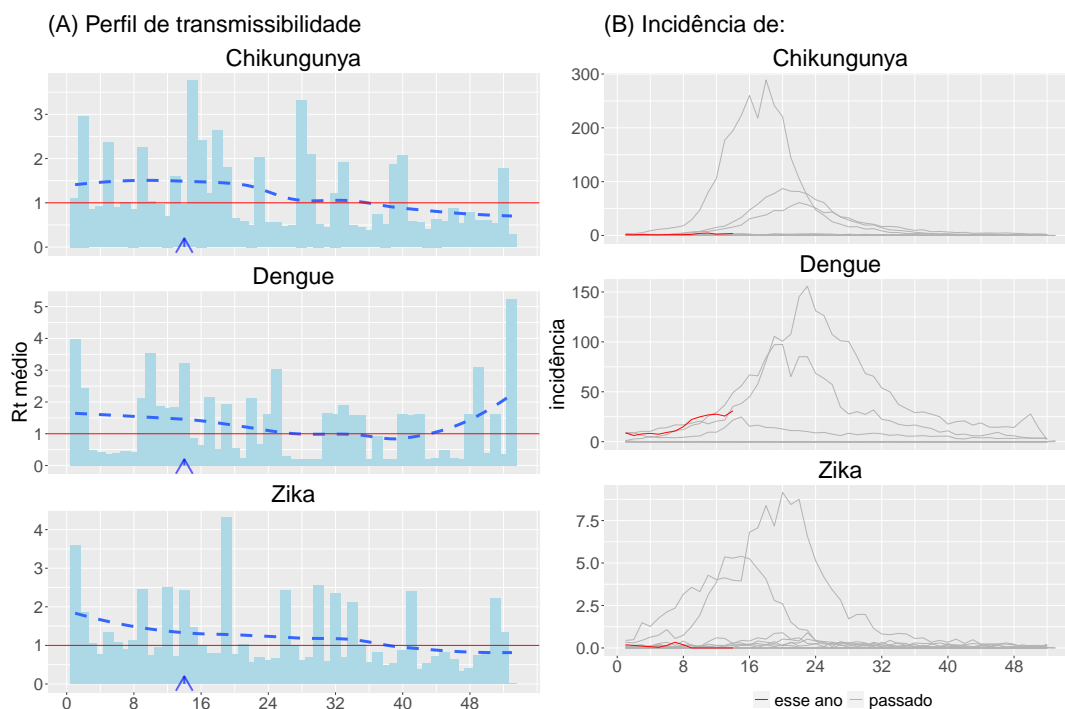 (A) Perfil de transmissibilidade
(B) Incidência de:
Chikungunya
3
2
1
0
Dengue
5
4
3
2
1
0
Zika
4
3
2
1
0
0 8 16 24 32 40 48
Rt médio
Chikungunya
300
200
100
0
Dengue
150
100
50
0
Zika
7.5
5.0
2.5
0.0
0 8 16 24 32 40 48
incidência
esse ano passado